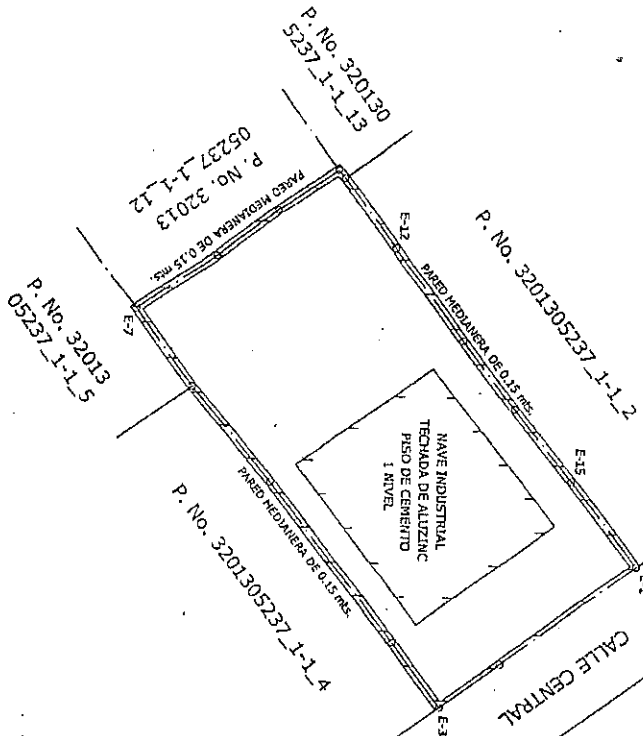 P. No. 320130
5237_1-1_13
P. No. 32013
05237_1-1_12
PARED MEDIANERA DE 0.15 mts.
E-12
P. No. 3201305237_1-1_2
PARED MEDIANERA DE 0.15 mts.
E-15
E-7
P. No. 32013
05237_1-1_5
NAVE INDUSTRIAL
TECHADA DE ALUZINC
PISO DE CEMENTO
1 NIVEL
PARED MEDIANERA DE 0.15 mts.
P. No. 3201305237_1-1_4
CALLE CENTRAL
E-3